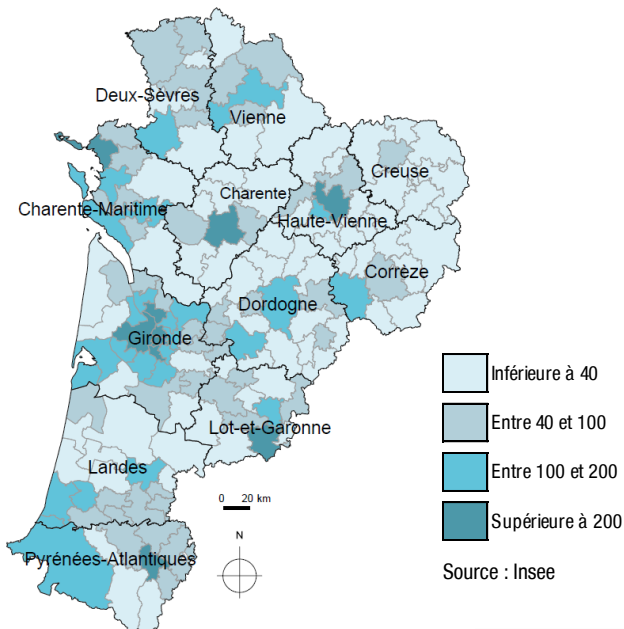 Deux-Sèvres
Vienne
Creuse
Charente
Charente-Maritime
Haute-Vienne
Corrèze
Dordogne
Gironde
Lot-et-Garonne
Landes
Pyrénées-Atlantiques
0 20 km
N
Inférieure à 40
Entre 40 et 100
Entre 100 et 200
Supérieure à 200
Source : Insee